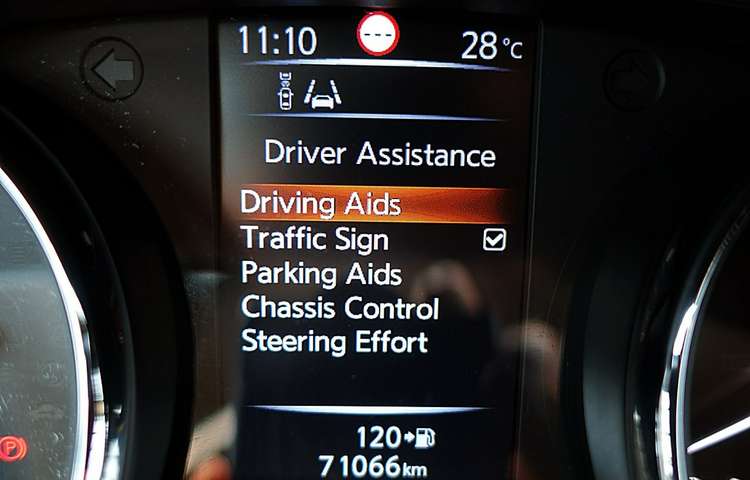 11:10 --- 28°C
Driver Assistance
Driving Aids
Traffic Sign
Parking Aids
Chassis Control
Steering Effort
120
71066km
P